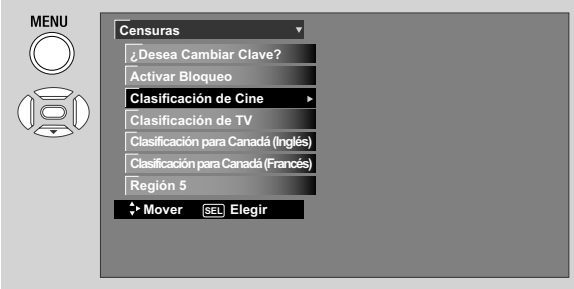 MENU
Censuras
¿Desea Cambiar Clave?
Activar Bloqueo
Clasificación de Cine
Clasificación de TV
Clasificación para Canadá (Inglés)
Clasificación para Canadá (Francés)
Región 5
Mover SEL Elegir